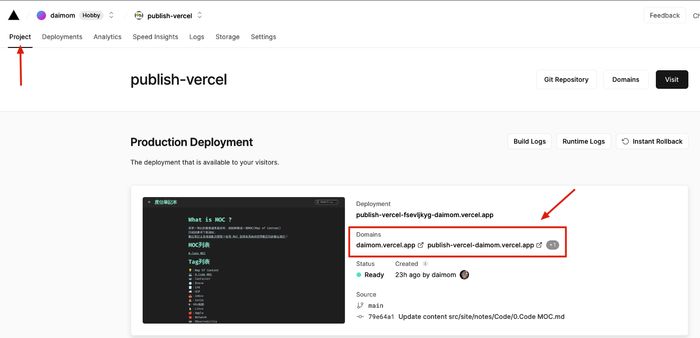 daimom Hobby publish-vercel Feedback Ch
Project Deployments Analytics Speed Insights Logs Storage Settings
publish-vercel Git Repository Domains Visit
Production Deployment Build Logs Runtime Logs Instant Rollback
The deployment that is available to your visitors.
What is MOC ?
MOC列表
0.Code MOC
Tag列表
Deployment
publish-vercel-fsevljkyg-daimom.vercel.app
Domains
daimom.vercel.app publish-vercel-daimom.vercel.app +1
Status Created
Ready 23h ago by daimom
Source
main
79e64a1 Update content src/site/notes/Code/0.Code MOC.md